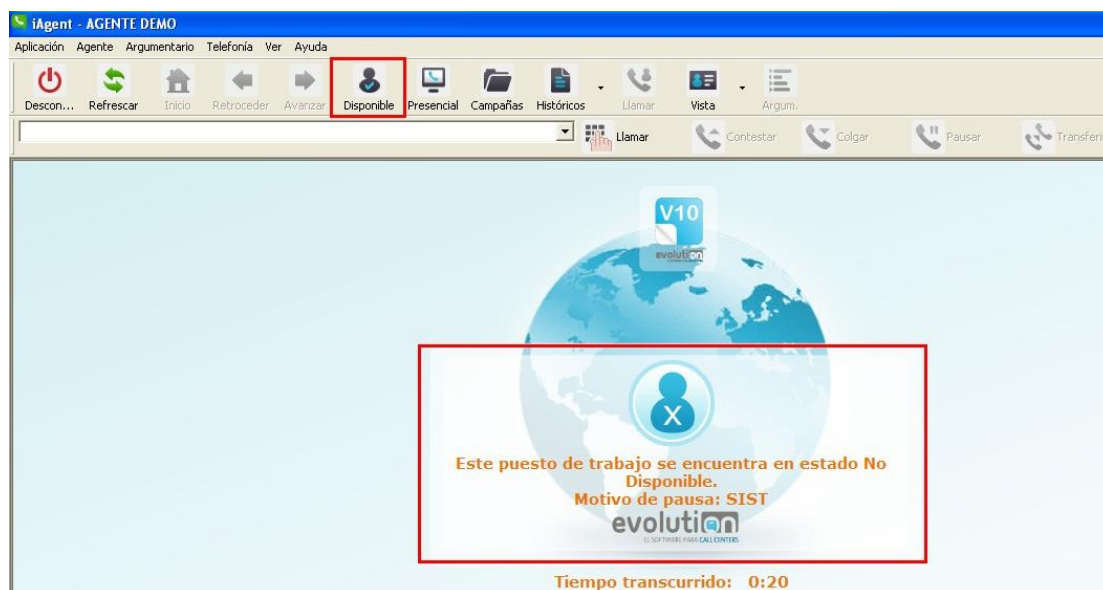 iAgent - AGENTE DEMO
Aplicación Agente Argumentario Telefonía Ver Ayuda
Descon... Refrescar Inicio Retroceder Avanzar Disponible Presencial Campañas Históricos Llamar Vista Argum.
Llamar Contestar Colgar Pausar Transferi
V10
evolution
Este puesto de trabajo se encuentra en estado No
Disponible.
Motivo de pausa: SIST
evolution
EL SOFTWARE PARA CALL CENTERS
Tiempo transcurrido: 0:20